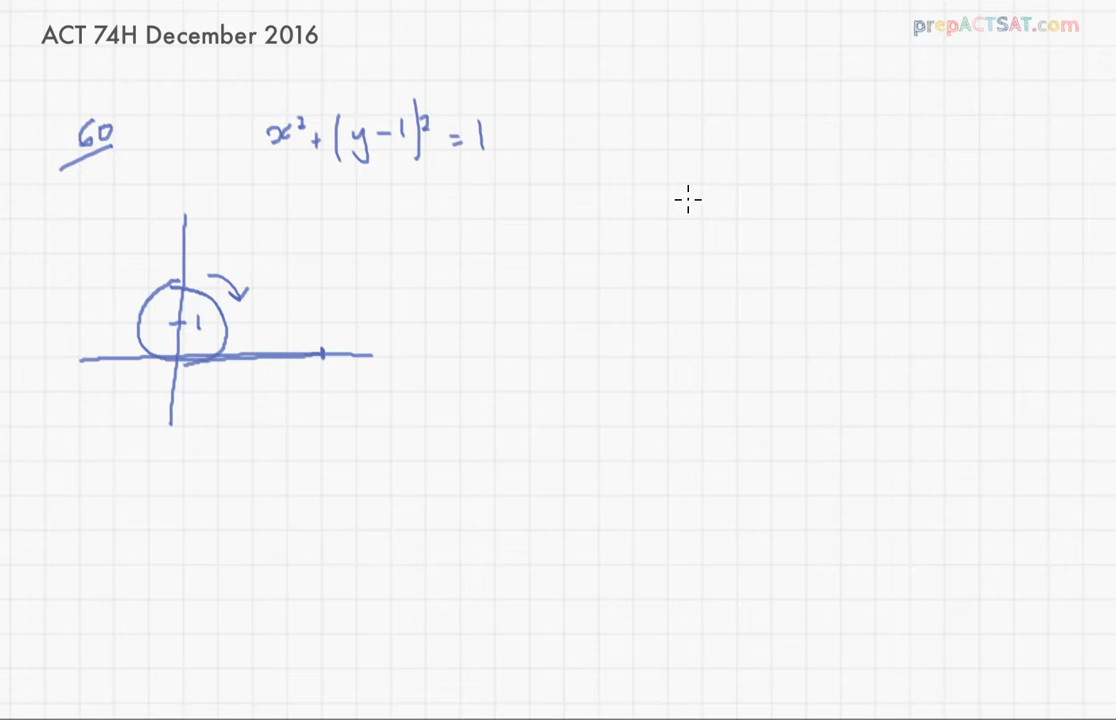 ACT 74H December 2016
prepACTSAT.com
60
x² + (y - 1)² = 1
1